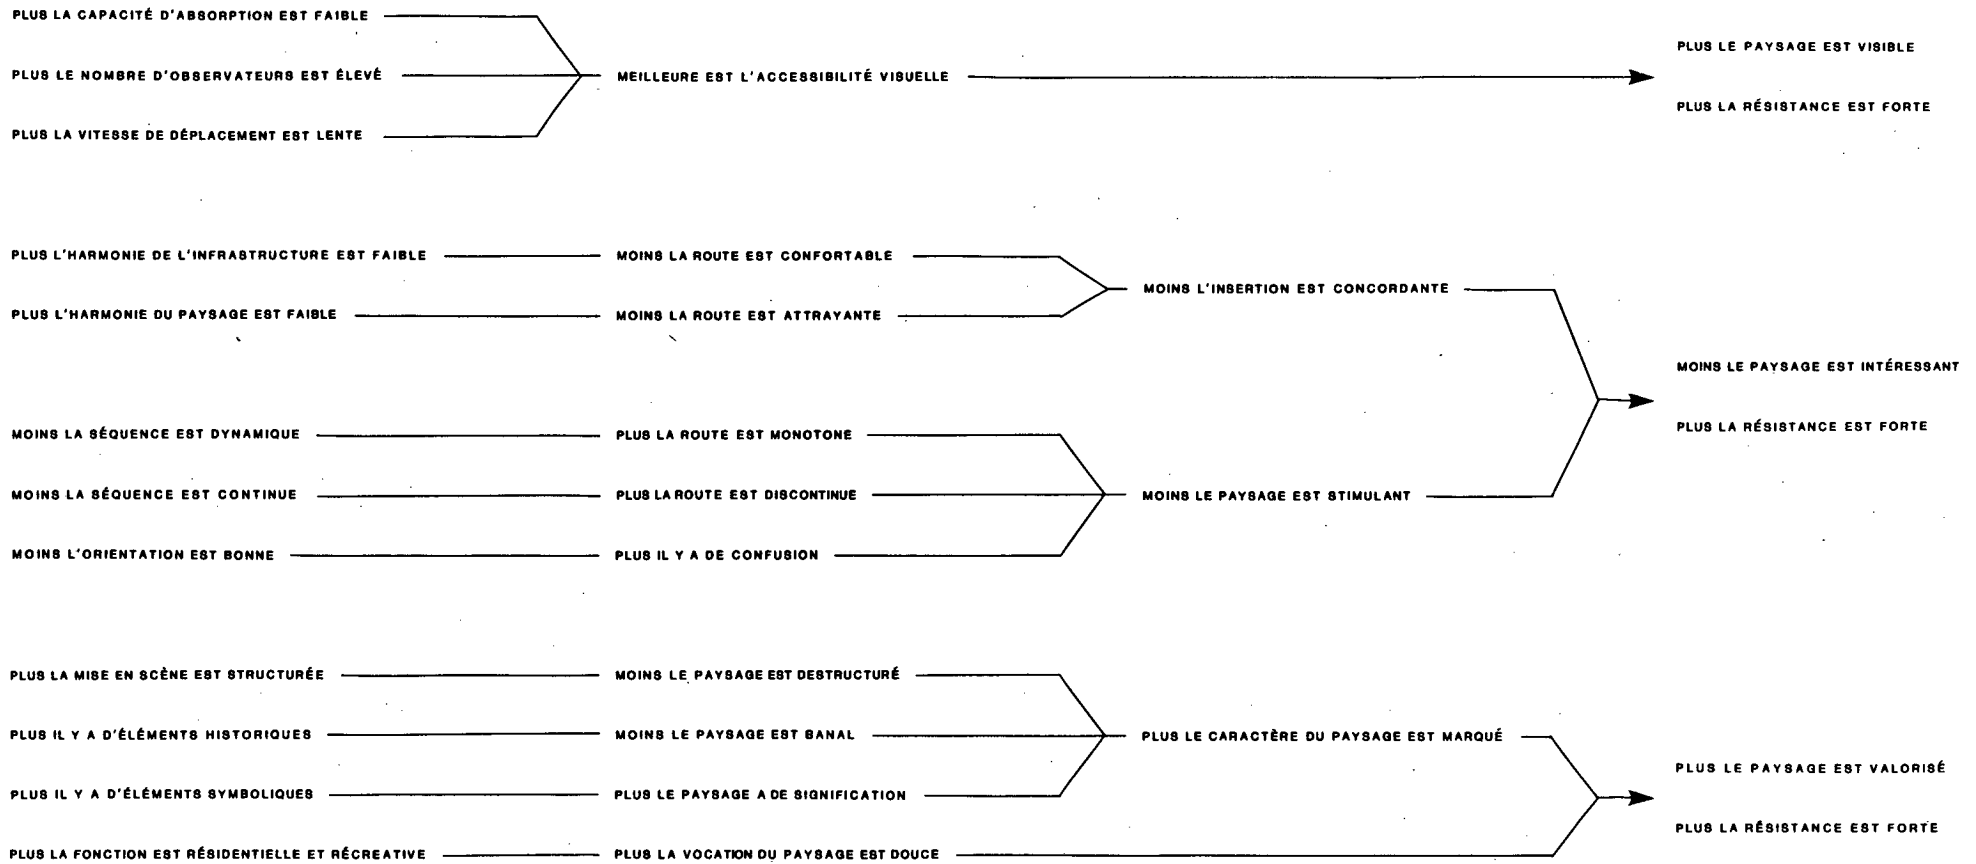 PLUS LA CAPACITÉ D'ABSORPTION EST FAIBLE
PLUS LE NOMBRE D'OBSERVATEURS EST ÉLEVÉ
PLUS LA VITESSE DE DÉPLACEMENT EST LENTE
MEILLEURE EST L'ACCESSIBILITÉ VISUELLE
PLUS LE PAYSAGE EST VISIBLE
PLUS LA RÉSISTANCE EST FORTE
PLUS L'HARMONIE DE L'INFRASTRUCTURE EST FAIBLE
MOINS LA ROUTE EST CONFORTABLE
PLUS L'HARMONIE DU PAYSAGE EST FAIBLE
MOINS LA ROUTE EST ATTRAYANTE
MOINS L'INSERTION EST CONCORDANTE
MOINS LA SÉQUENCE EST DYNAMIQUE
PLUS LA ROUTE EST MONOTONE
MOINS LA SÉQUENCE EST CONTINUE
PLUS LA ROUTE EST DISCONTINUE
MOINS L'ORIENTATION EST BONNE
PLUS IL Y A DE CONFUSION
MOINS LE PAYSAGE EST STIMULANT
MOINS LE PAYSAGE EST INTÉRESSANT
PLUS LA RÉSISTANCE EST FORTE
PLUS LA MISE EN SCÈNE EST STRUCTURÉE
MOINS LE PAYSAGE EST DESTRUCTURÉ
PLUS IL Y A D'ÉLÉMENTS HISTORIQUES
MOINS LE PAYSAGE EST BANAL
PLUS IL Y A D'ÉLÉMENTS SYMBOLIQUES
PLUS LE PAYSAGE A DE SIGNIFICATION
PLUS LE CARACTÈRE DU PAYSAGE EST MARQUÉ
PLUS LA FONCTION EST RÉSIDENTIELLE ET RÉCREATIVE
PLUS LA VOCATION DU PAYSAGE EST DOUCE
PLUS LE PAYSAGE EST VALORISÉ
PLUS LA RÉSISTANCE EST FORTE